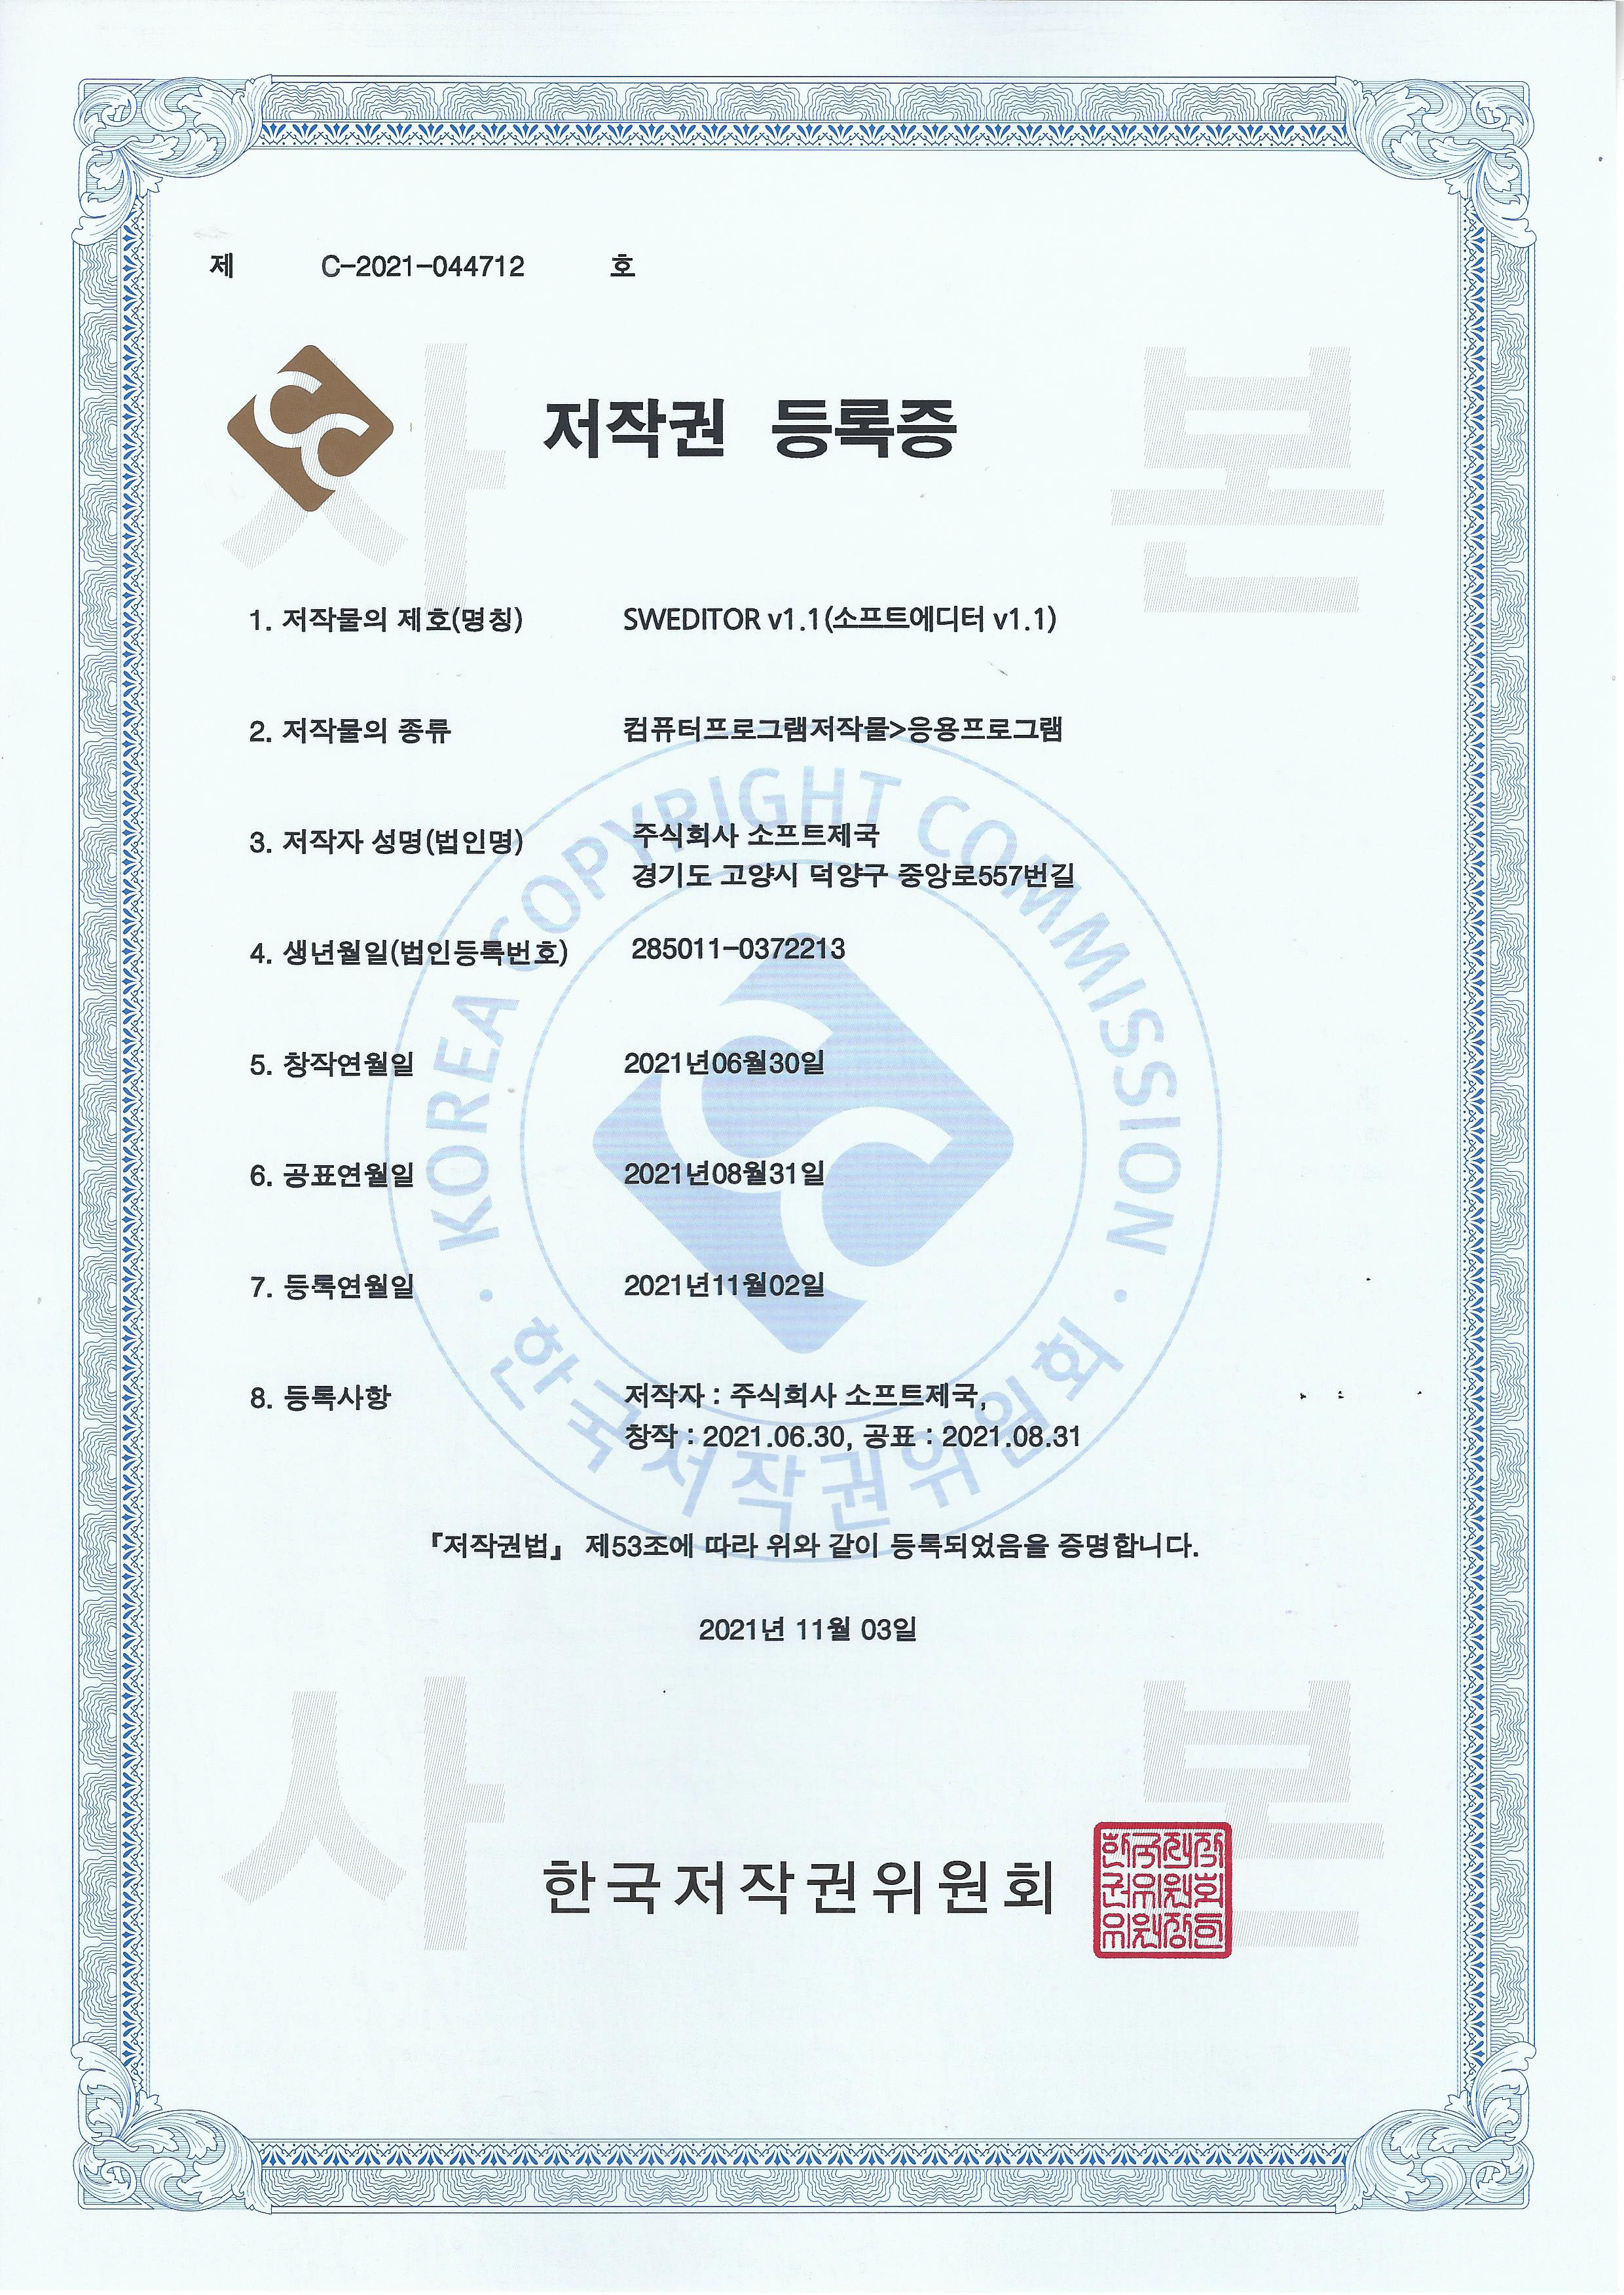 제 C-2021-044712 호
저작권 등록증
사 본
1. 저작물의 제호(명칭) SWEDITOR v1.1(소프트에디터 v1.1)
2. 저작물의 종류 컴퓨터프로그램저작물>응용프로그램
3. 저작자 성명(법인명) 주식회사 소프트제국
경기도 고양시 덕양구 중앙로557번길
4. 생년월일(법인등록번호) 285011-0372213
5. 창작연월일 2021년06월30일
6. 공표연월일 2021년08월31일
7. 등록연월일 2021년11월02일
8. 등록사항 저작자 : 주식회사 소프트제국,
창작 : 2021.06.30, 공표 : 2021.08.31
KOREA COPYRIGHT COMMISSION
한국저작권위원회
『저작권법』 제53조에 따라 위와 같이 등록되었음을 증명합니다.
2021년 11월 03일
사 본
한국저작권위원회